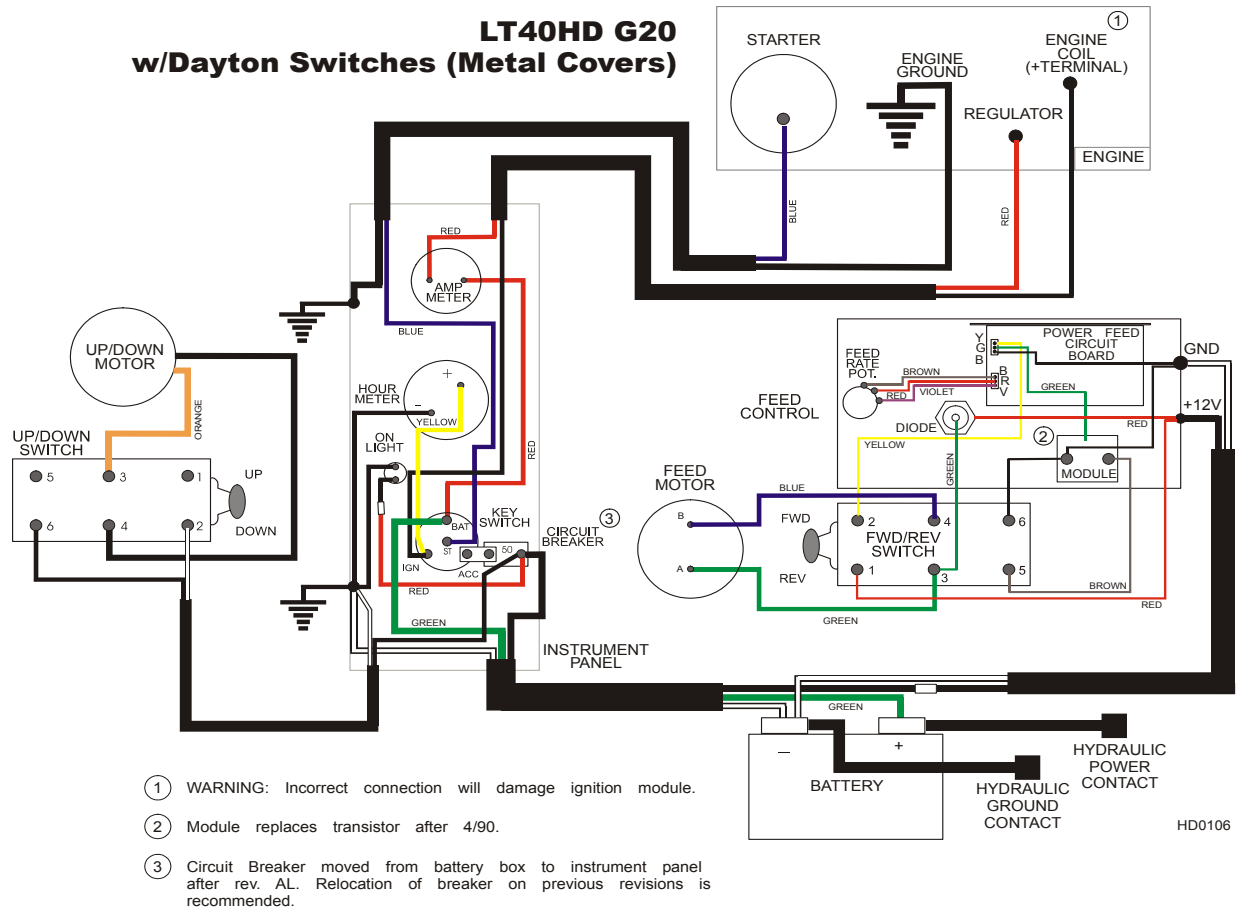 LT40HD G20
w/Dayton Switches (Metal Covers)
1
STARTER
ENGINE
GROUND
ENGINE
COIL
(+TERMINAL)
REGULATOR
ENGINE
BLUE
RED
RED
AMP
METER
BLUE
UP/DOWN
MOTOR
ORANGE
HOUR
METER
+
-
YELLOW
ON
LIGHT
RED
UP/DOWN
SWITCH
5
3
1
UP
6
4
2
DOWN
KEY
SWITCH
BAT
ST
IGN
ACC
50
CIRCUIT
BREAKER
3
RED
GREEN
INSTRUMENT
PANEL
POWER FEED
CIRCUIT
BOARD
Y
G
B
B
R
V
GND
FEED
RATE
POT.
BROWN
RED
VIOLET
GREEN
FEED
CONTROL
DIODE
+12V
RED
YELLOW
GREEN
2
MODULE
FEED
MOTOR
B
A
BLUE
FWD
2
4
6
FWD/REV
SWITCH
REV
1
3
5
BROWN
RED
GREEN
GREEN
–
+
BATTERY
HYDRAULIC
POWER
CONTACT
HYDRAULIC
GROUND
CONTACT
HD0106
1 WARNING: Incorrect connection will damage ignition module.
2 Module replaces transistor after 4/90.
3 Circuit Breaker moved from battery box to instrument panel
after rev. AL. Relocation of breaker on previous revisions is
recommended.